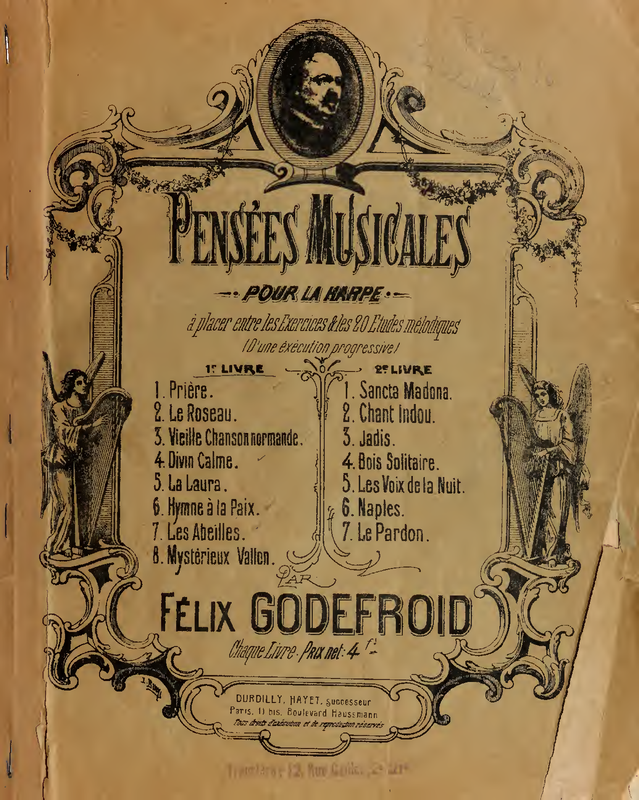 PENSÉES MUSICALES
POUR LA HARPE
à placer entre les Exercices & les 20 Etudes mélodiques
(D'une éxécution progressive)
1er LIVRE
1. Prière.
2. Le Roseau.
3. Vieille Chanson normande.
4. Divin Calme.
5. La Laura.
6. Hymne à la Paix.
7. Les Abeilles.
8. Mystérieux Vallon.
2e LIVRE
1. Sancta Madona.
2. Chant Indou.
3. Jadis.
4. Bois Solitaire.
5. Les Voix de la Nuit.
6. Naples.
7. Le Pardon.
PAR
FÉLIX GODEFROID
Chaque Livre - Prix net: 4 fr.
DURDILLY, HAYET, Successeur
Paris, 11 bis, Boulevard Haussmann
Tous droits d'exécution et de reproduction réservés